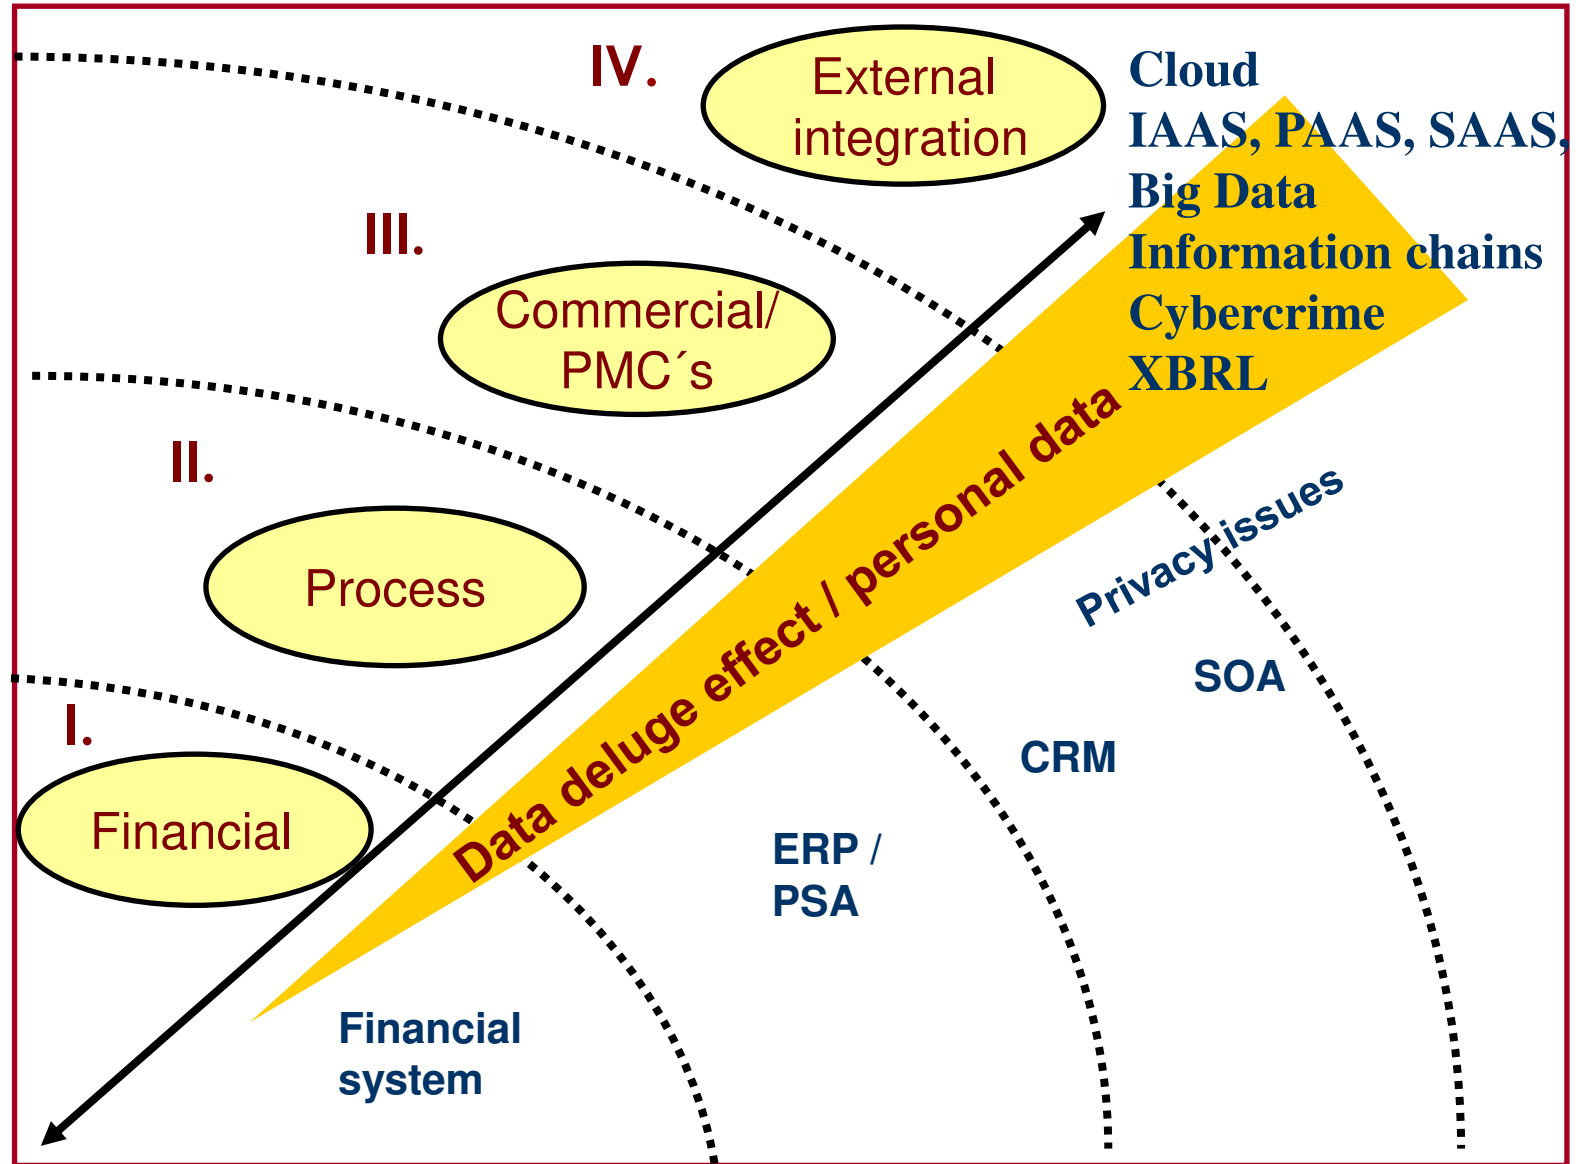 IV.
External
integration
Cloud
IAAS, PAAS, SAAS,
Big Data
Information chains
Cybercrime
XBRL
III.
Commercial/
PMC´s
II.
Process
I.
Financial
Data deluge effect / personal data
Privacy issues
SOA
CRM
ERP /
PSA
Financial
system